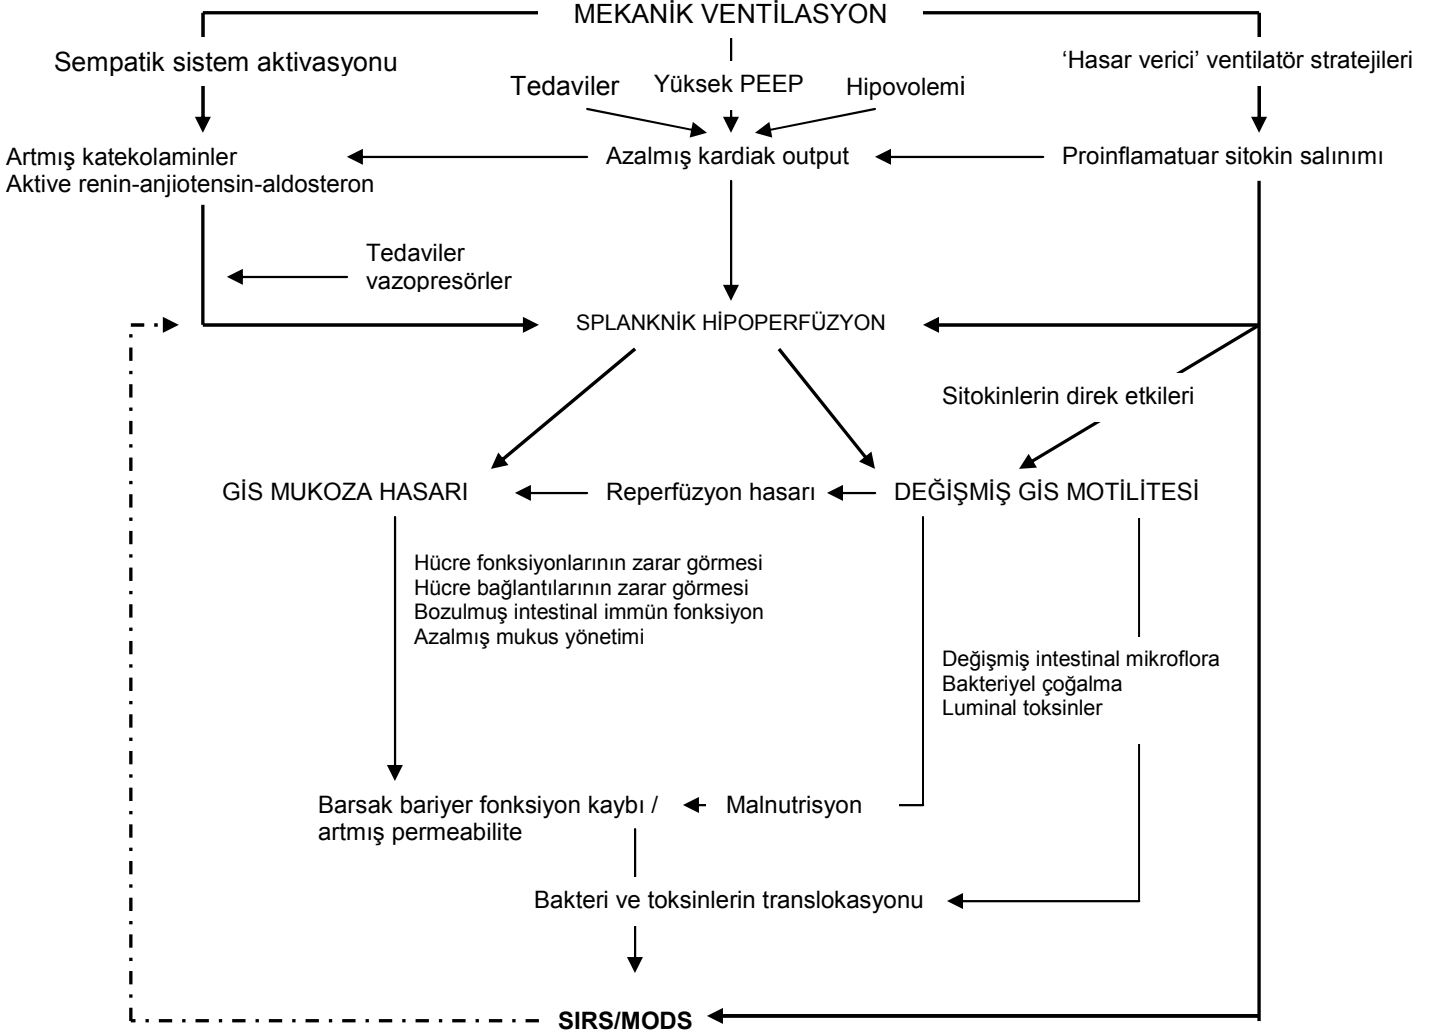 MEKANİK VENTİLASYON
Sempatik sistem aktivasyonu
‘Hasar verici’ ventilatör stratejileri
Tedaviler
Yüksek PEEP
Hipovolemi
Artmış katekolaminler
Aktive renin-anjiotensin-aldosteron
Azalmış kardiak output
Proinflamatuar sitokin salınımı
Tedaviler
vazopresörler
SPLANKNİK HİPOPERFÜZYON
Sitokinlerin direk etkileri
GİS MUKOZA HASARI
Reperfüzyon hasarı
DEĞİŞMİŞ GİS MOTİLİTESİ
Hücre fonksiyonlarının zarar görmesi
Hücre bağlantılarının zarar görmesi
Bozulmuş intestinal immün fonksiyon
Azalmış mukus yönetimi
Değişmiş intestinal mikroflora
Bakteriyel çoğalma
Luminal toksinler
Barsak bariyer fonksiyon kaybı /
artmış permeabilite
Malnutrisyon
Bakteri ve toksinlerin translokasyonu
SIRS/MODS